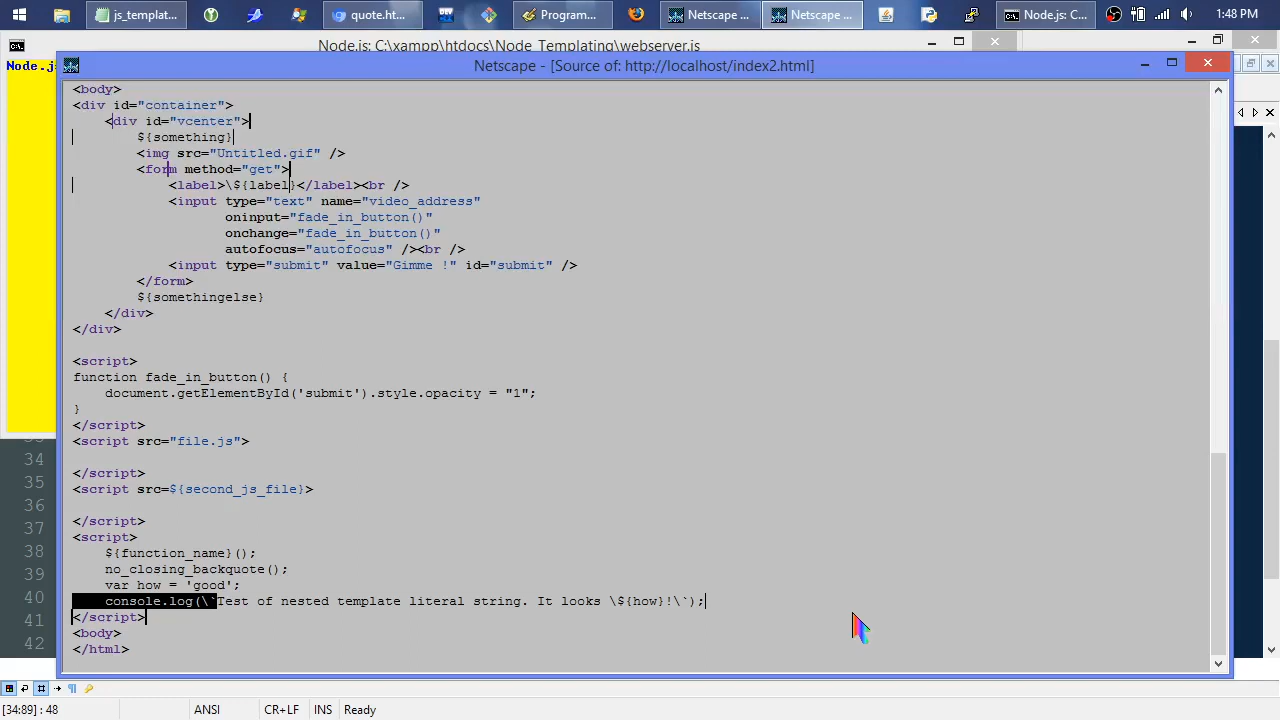 js_templat...
quote.ht...
Program...
Netscape ...
Netscape ...
Node.js: C...
1:48 PM
Node.js: C:\xampp\htdocs\Node_Templating\webserver.js
Node.js
Netscape - [Source of: http://localhost/index2.html]
<body>
<div id="container">
<div id="vcenter">
${something}
<img src="Untitled.gif" />
<form method="get">
<label>\${label}</label><br />
<input type="text" name="video_address"
oninput="fade_in_button()"
onchange="fade_in_button()"
autofocus="autofocus" /><br />
<input type="submit" value="Gimme !" id="submit" />
</form>
${somethingelse}
</div>
</div>
<script>
function fade_in_button() {
document.getElementById('submit').style.opacity = "1";
}
</script>
<script src="file.js">
</script>
<script src=${second_js_file}>
</script>
<script>
${function_name}();
no_closing_backquote();
var how = 'good';
console.log(\`Test of nested template literal string. It looks \${how}!\`);
</script>
<body>
</html>
34
35
36
37
38
39
40
41
42
[34:89] : 48
ANSI
CR+LF
INS
Ready